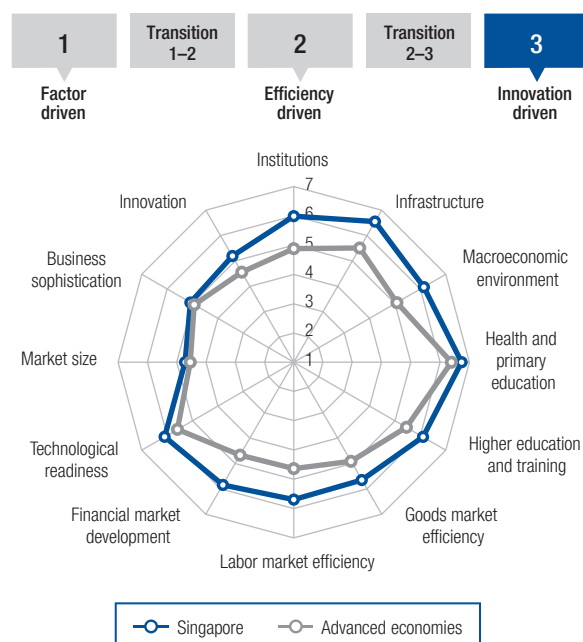 1
Transition
1–2
2
Transition
2–3
3
Factor
driven
Efficiency
driven
Innovation
driven
Institutions
7
6
5
4
3
2
1
Infrastructure
Macroeconomic
environment
Health and
primary
education
Higher education
and training
Goods market
efficiency
Labor market efficiency
Financial market
development
Technological
readiness
Market size
Business
sophistication
Innovation
Singapore
Advanced economies